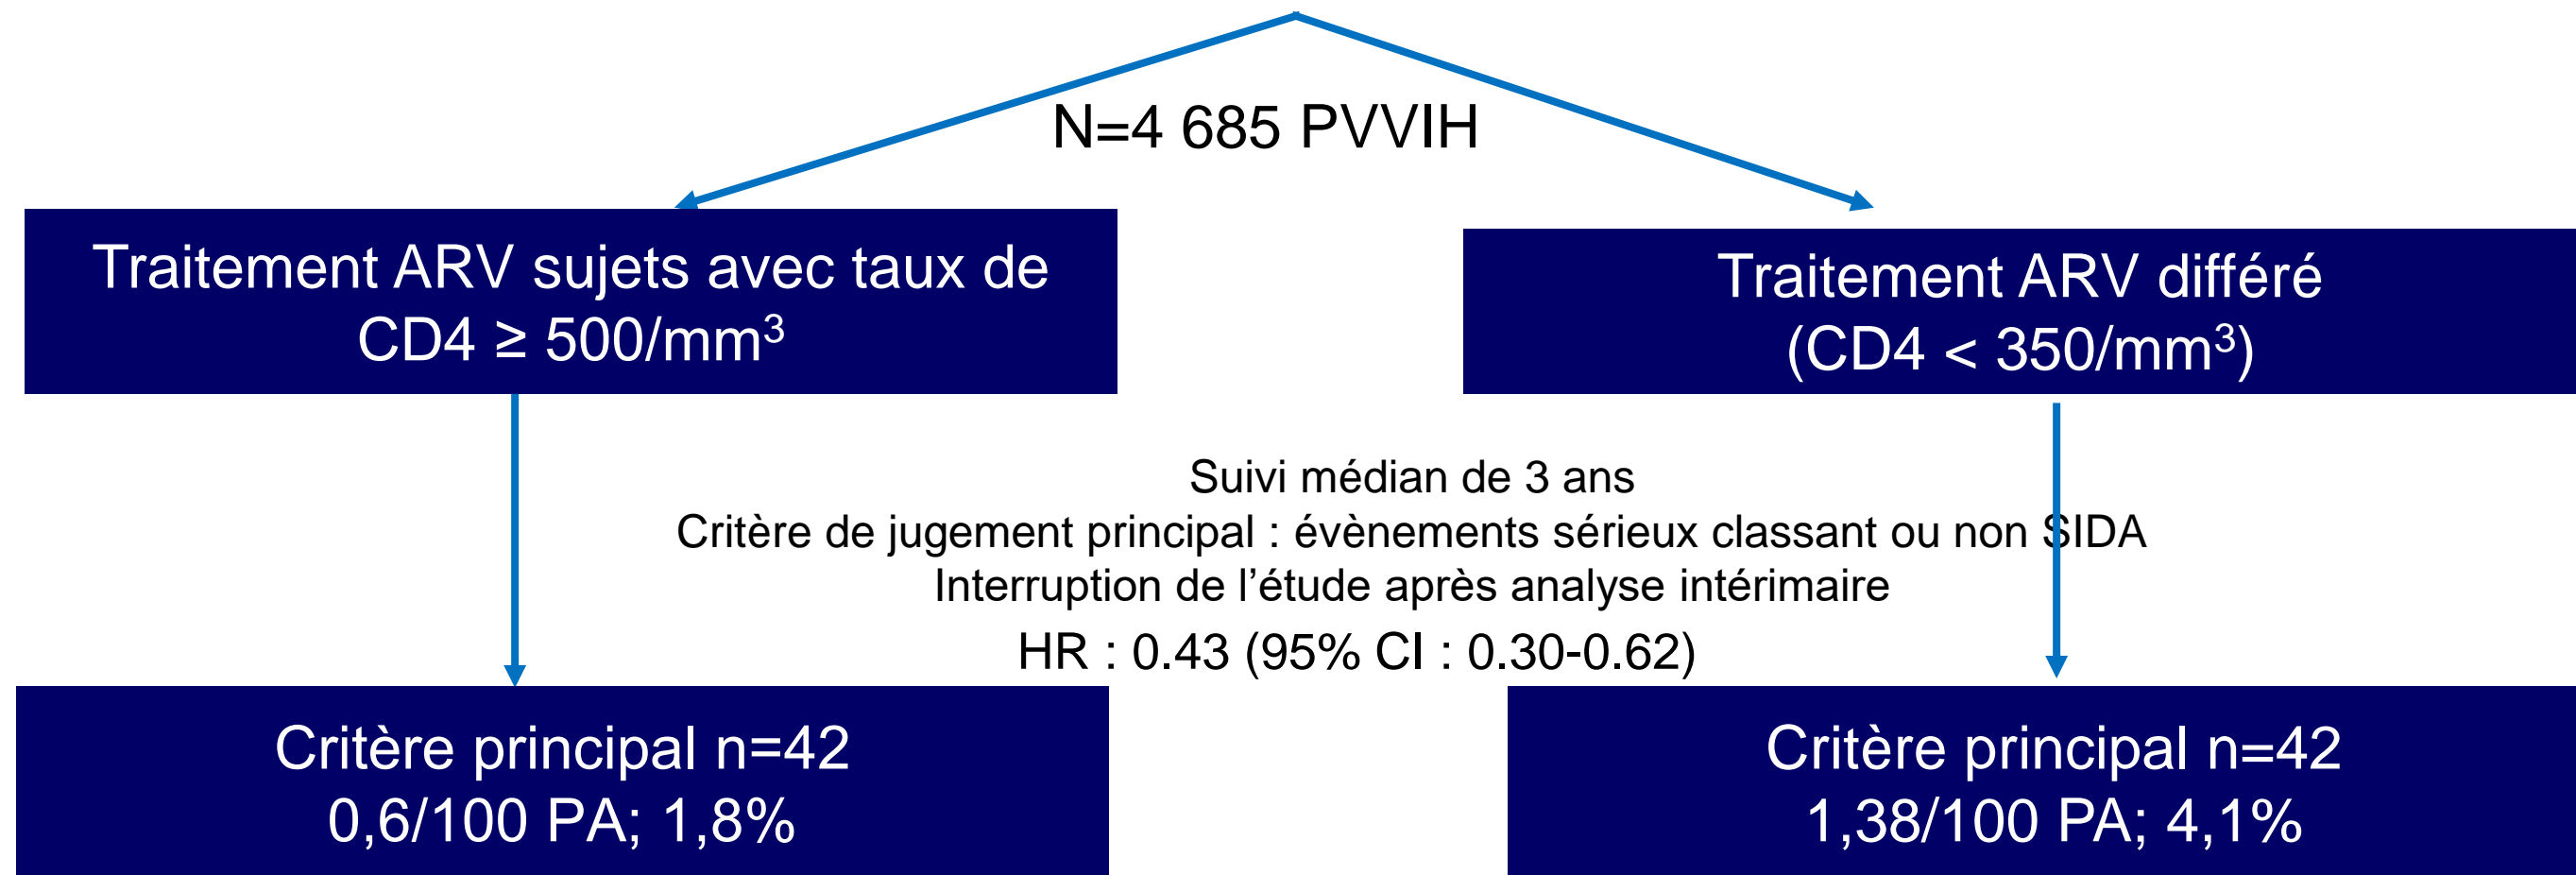 N=4 685 PVVIH
Traitement ARV sujets avec taux de
CD4 ≥ 500/mm³
Traitement ARV différé
(CD4 < 350/mm³)
Suivi médian de 3 ans
Critère de jugement principal : évènements sérieux classant ou non SIDA
Interruption de l’étude après analyse intérimaire
HR : 0.43 (95% CI : 0.30-0.62)
Critère principal n=42
0,6/100 PA; 1,8%
Critère principal n=42
1,38/100 PA; 4,1%